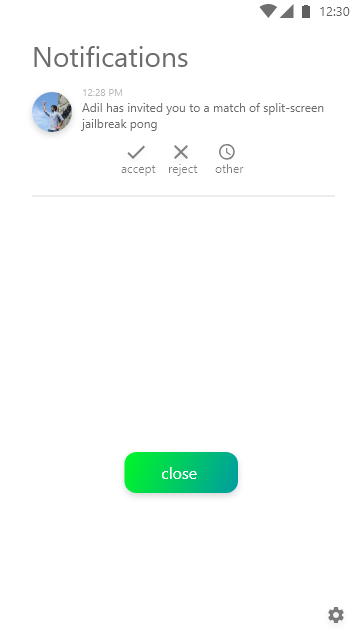 12:30
Notifications
12:28 PM
Adil has invited you to a match of split-screen
jailbreak pong
accept reject other
close